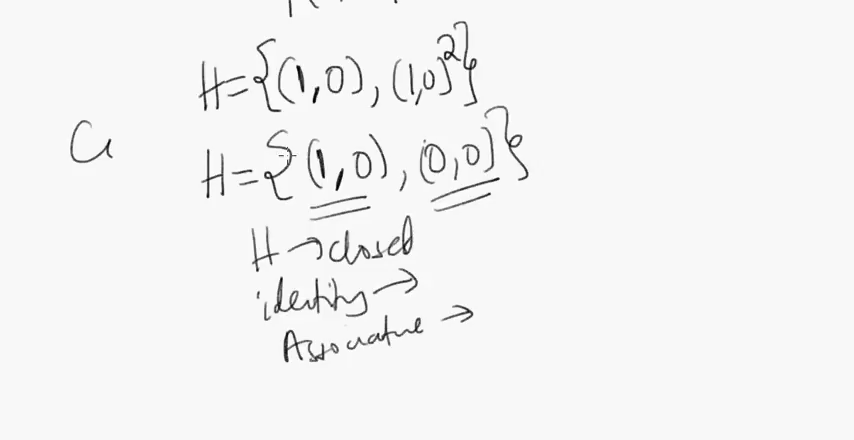 H={(1,0), (1,0)²}
G
H={(1,0), (0,0)}
H → closed
identity →
Associative →